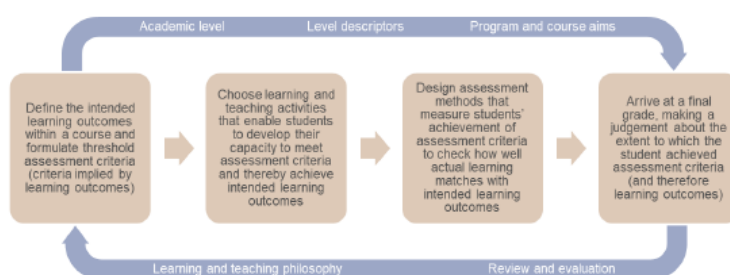 Academic level Level descriptors Program and course aims
Define the intended
learning outcomes
within a course and
formulate threshold
assessment criteria
(criteria implied by
learning outcomes)
Choose learning and
teaching activities
that enable students
to develop their
capacity to meet
assessment criteria
and thereby achieve
intended learning
outcomes
Design assessment
methods that
measure students'
achievement of
assessment criteria
to check how well
actual learning
matches with
intended learning
outcomes
Arrive at a final
grade, making a
judgement about the
extent to which the
student achieved
assessment criteria
(and therefore
learning outcomes)
Learning and teaching philosophy Review and evaluation